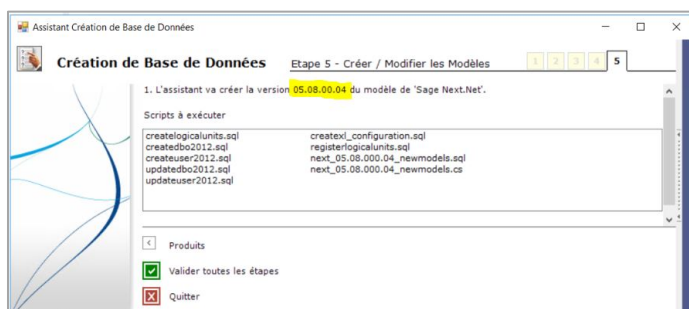 Assistant Création de Base de Données
Création de Base de Données
Etape 5 - Créer / Modifier les Modèles
1 2 3 4 5
1. L'assistant va créer la version 05.08.00.04 du modèle de 'Sage Next.Net'.
Scripts à exécuter
createlogicalunits.sql
createdbo2012.sql
createuser2012.sql
updatedbo2012.sql
updateuser2012.sql
createxl_configuration.sql
registerlogicalunits.sql
next_05.08.000.04_newmodels.sql
next_05.08.000.04_newmodels.cs
Produits
Valider toutes les étapes
Quitter